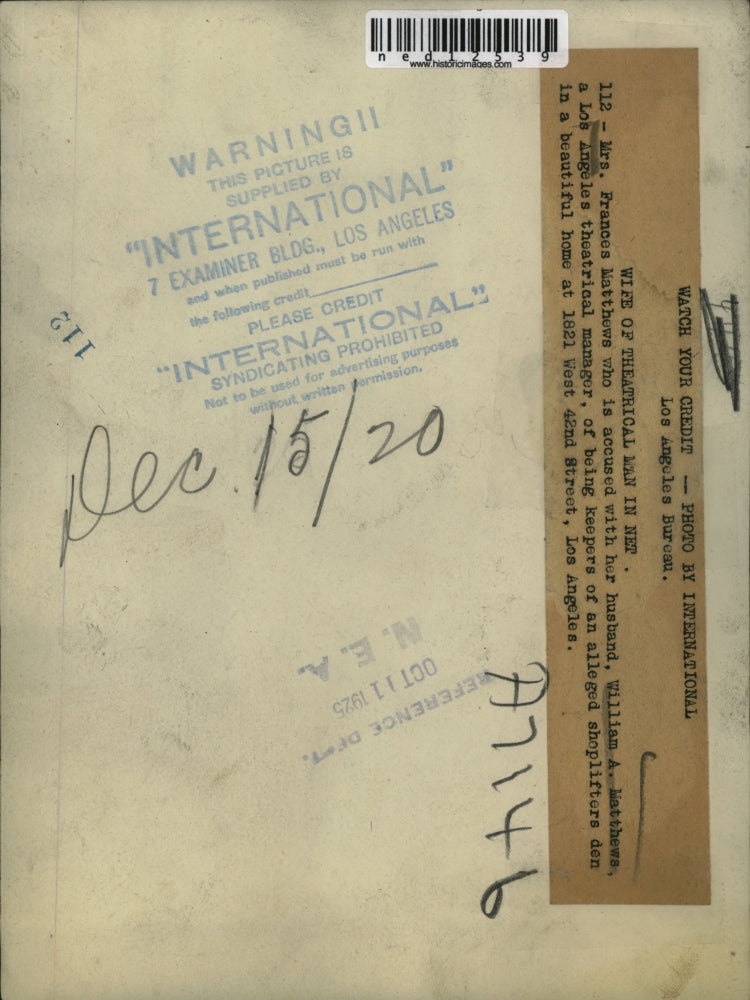 ned12539
www.historicimages.com
WATCH YOUR CREDIT -- PHOTO BY INTERNATIONAL
Los Angeles Bureau.
WIFE OF THEATRICAL MAN IN NET .
112 - Mrs. Frances Matthews who is accused with her husband, William A. Matthews,
a Los Angeles theatrical manager, of being keepers of an alleged shoplifters den
in a beautiful home at 1821 West 42nd Street, Los Angeles.
WARNING!!
THIS PICTURE IS
SUPPLIED BY
"INTERNATIONAL"
7 EXAMINER BLDG., LOS ANGELES
and when published must be run with
the following credit
PLEASE CREDIT
"INTERNATIONAL"
SYNDICATING PROHIBITED
Not to be used for advertising purposes
without written permission.
112
Dec. 15/20
N. E. A.
OCT 11 1925
REFERENCE DEPT.